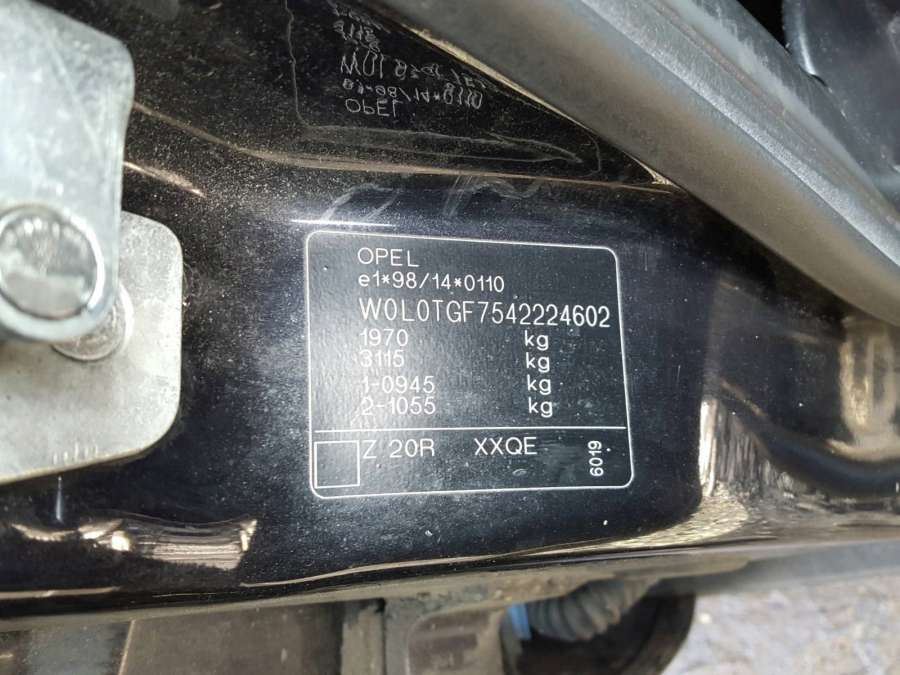 OPEL
e1*98/14*0110
W0L0TGF7542224602
1970 kg
3115 kg
1-0945 kg
2-1055 kg
Z 20R XXQE 6019